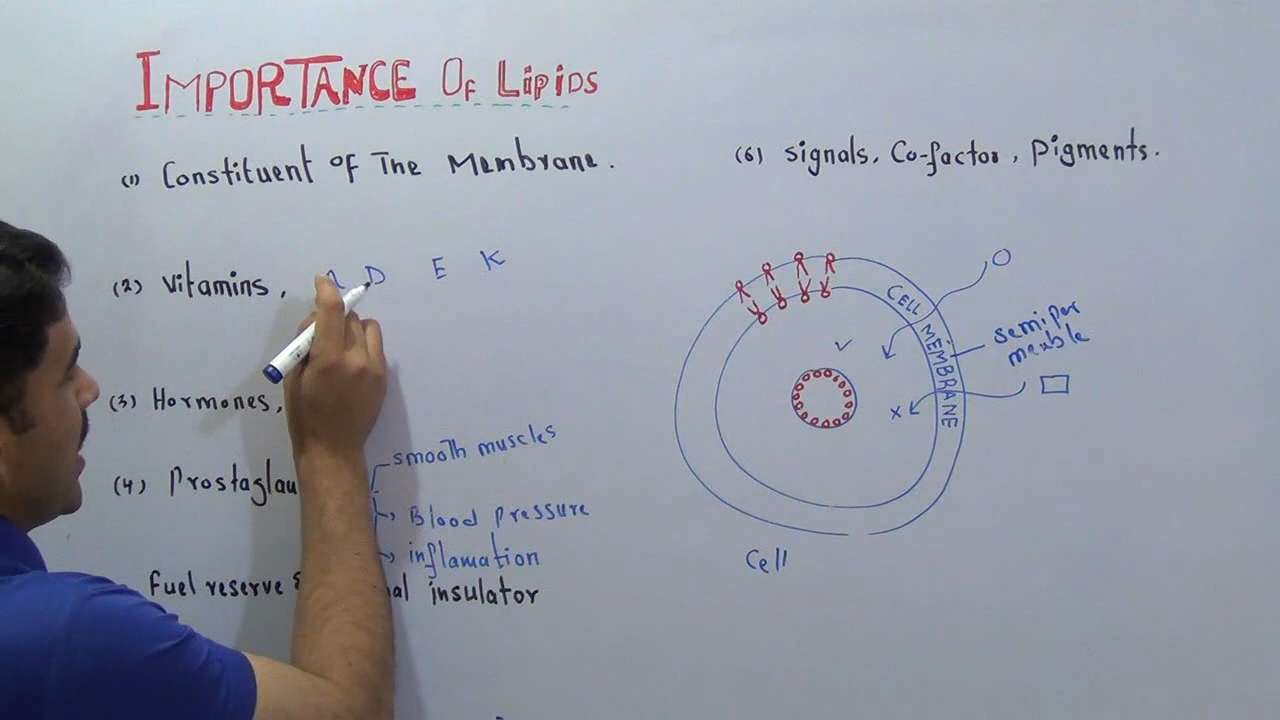 IMPORTANCE OF LIPIDS
(1) Constituent of The Membrane.
(2) Vitamins, D E K
(3) Hormones,
(4)
smooth muscles
Blood pressure
inflamation
Fuel reserve insulator
(6) signals, Co-factor, Pigments.
CELL MEMBRANE
semiper
meable
Cell